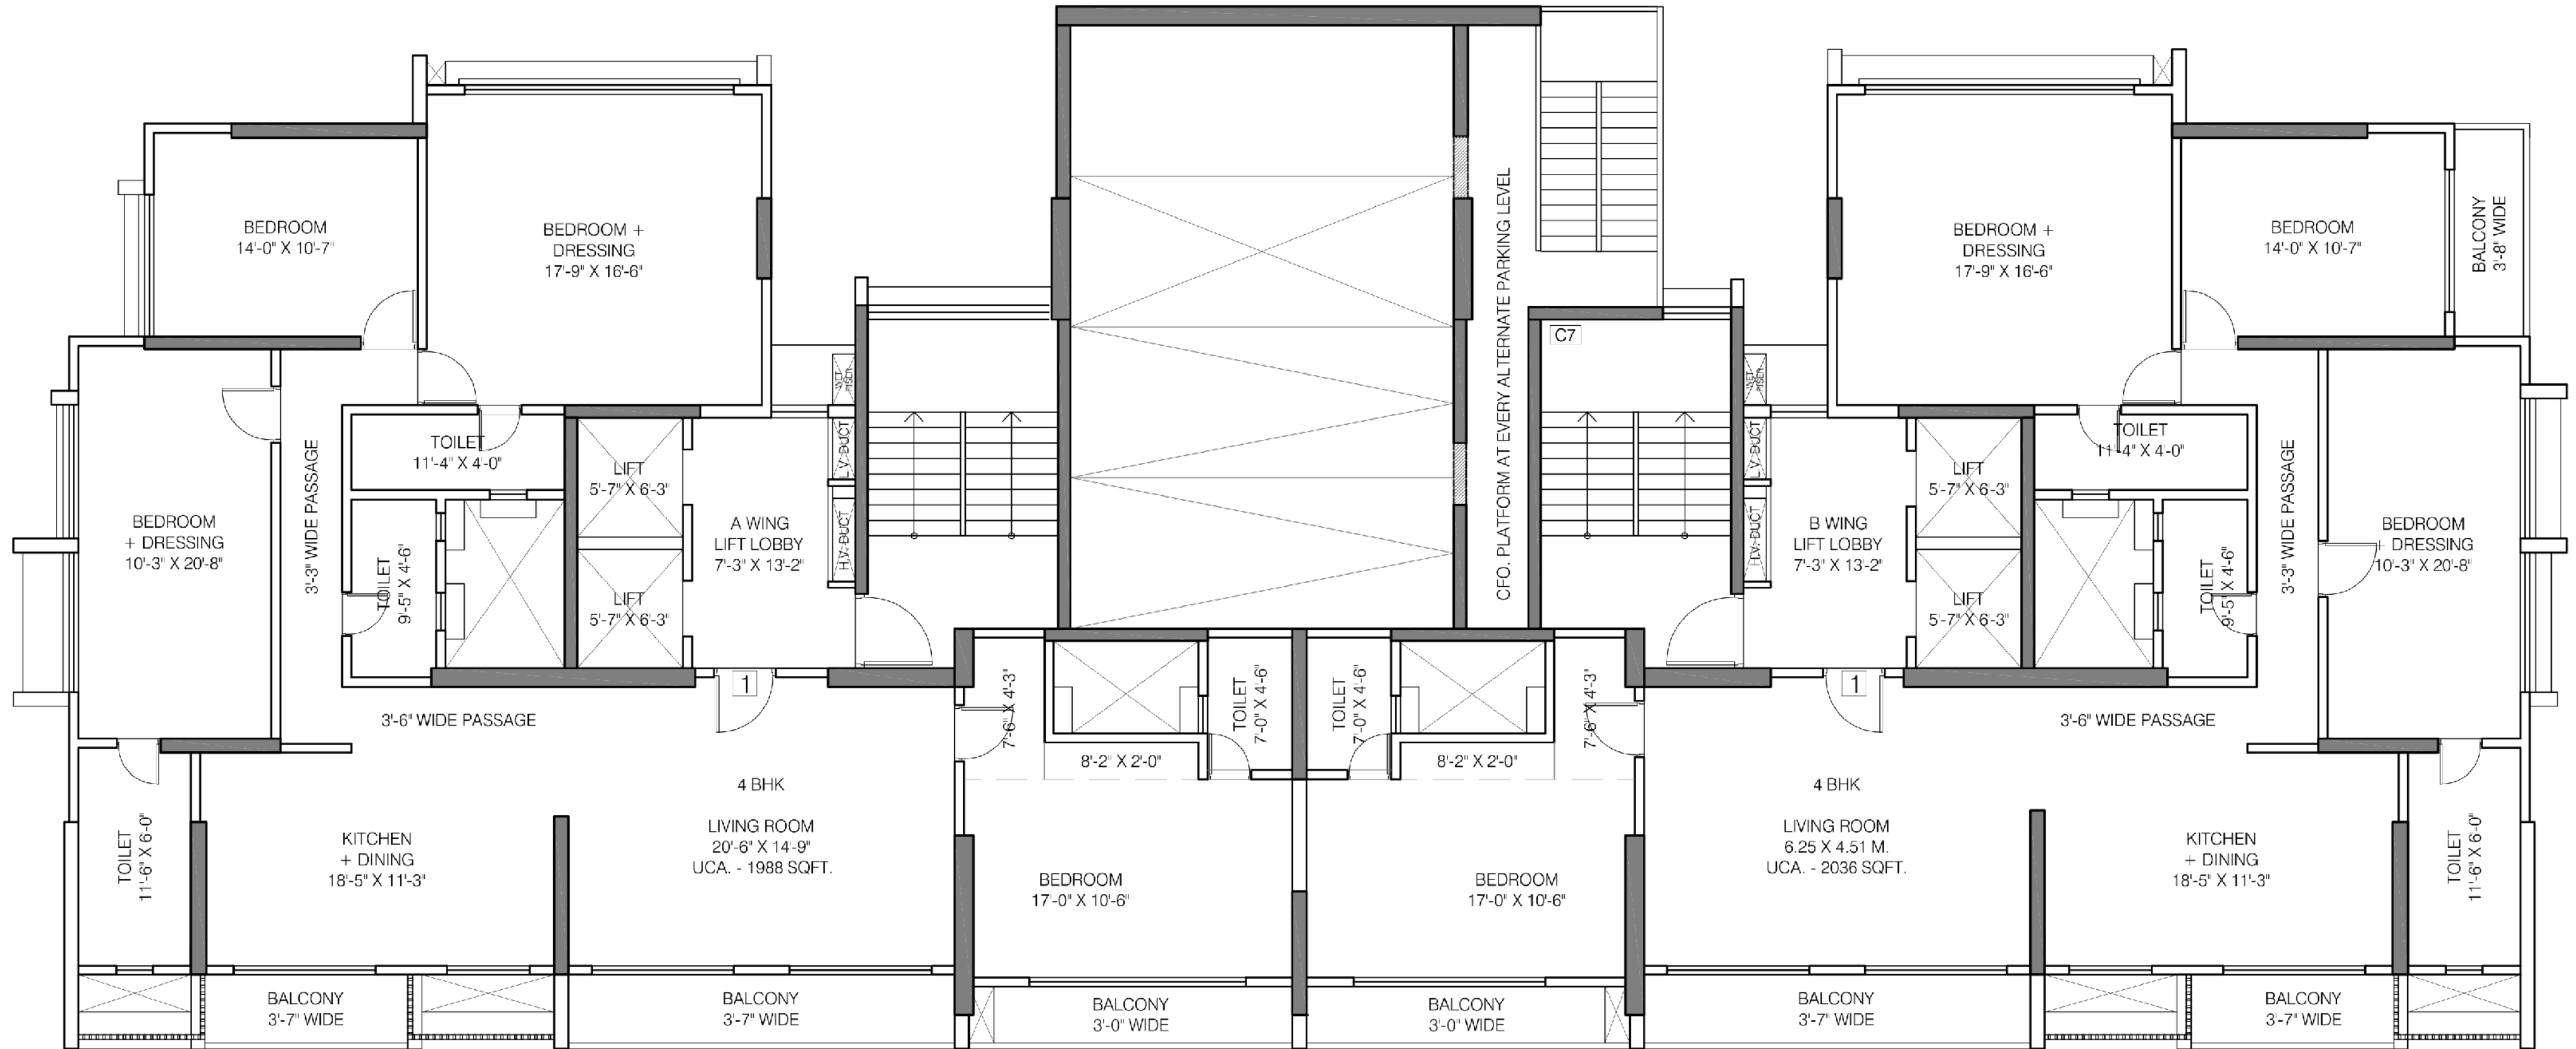 BEDROOM
14'-0" X 10'-7"
BEDROOM +
DRESSING
17'-9" X 16'-6"
CFO. PLATFORM AT EVERY ALTERNATE PARKING LEVEL
BEDROOM +
DRESSING
17'-9" X 16'-6"
BEDROOM
14'-0" X 10'-7"
BALCONY
3'-8" WIDE
C7
WET
RISER
WET
RISER
BEDROOM
+ DRESSING
10'-3" X 20'-8"
3'-3" WIDE PASSAGE
TOILET
11'-4" X 4'-0"
TOILET
9'-5" X 4'-6"
LIFT
5'-7" X 6'-3"
LIFT
5'-7" X 6'-3"
A WING
LIFT LOBBY
7'-3" X 13'-2"
L.V. DUCT
H.V. DUCT
L.V. DUCT
H.V. DUCT
B WING
LIFT LOBBY
7'-3" X 13'-2"
LIFT
5'-7" X 6'-3"
LIFT
5'-7" X 6'-3"
TOILET
11'-4" X 4'-0"
TOILET
9'-5" X 4'-6"
3'-3" WIDE PASSAGE
BEDROOM
+ DRESSING
10'-3" X 20'-8"
1
3'-6" WIDE PASSAGE
7'-6" X 4'-3"
8'-2" X 2'-0"
TOILET
7'-0" X 4'-6"
TOILET
7'-0" X 4'-6"
8'-2" X 2'-0"
7'-6" X 4'-3"
1
3'-6" WIDE PASSAGE
TOILET
11'-6" X 6'-0"
KITCHEN
+ DINING
18'-5" X 11'-3"
4 BHK
LIVING ROOM
20'-6" X 14'-9"
UCA. - 1988 SQFT.
BEDROOM
17'-0" X 10'-6"
BEDROOM
17'-0" X 10'-6"
4 BHK
LIVING ROOM
6.25 X 4.51 M.
UCA. - 2036 SQFT.
KITCHEN
+ DINING
18'-5" X 11'-3"
TOILET
11'-6" X 6'-0"
BALCONY
3'-7" WIDE
BALCONY
3'-7" WIDE
BALCONY
3'-0" WIDE
BALCONY
3'-0" WIDE
BALCONY
3'-7" WIDE
BALCONY
3'-7" WIDE